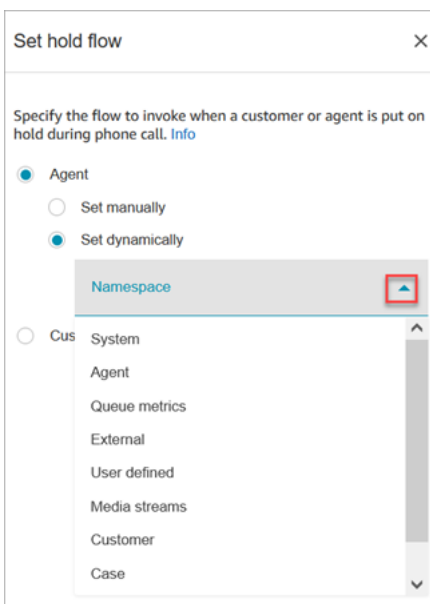 Set hold flow
Specify the flow to invoke when a customer or agent is put on
hold during phone call. Info
Agent
Set manually
Set dynamically
Namespace
Cus
System
Agent
Queue metrics
External
User defined
Media streams
Customer
Case